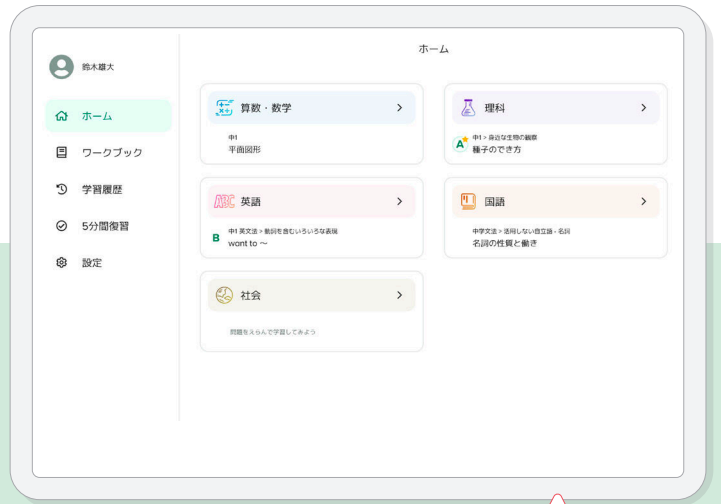 ホーム
鈴木雄大
ホーム
ワークブック
学習履歴
5分間復習
設定
算数・数学
中1
平面図形
理科
A
中1 > 身近な生物の観察
種子のでき方
ABC 英語
B
中1 英文法 > 動詞を含むいろいろな表現
want to ～
国語
中学文法 > 活用しない自立語 - 名詞
名詞の性質と働き
社会
問題をえらんで学習してみよう